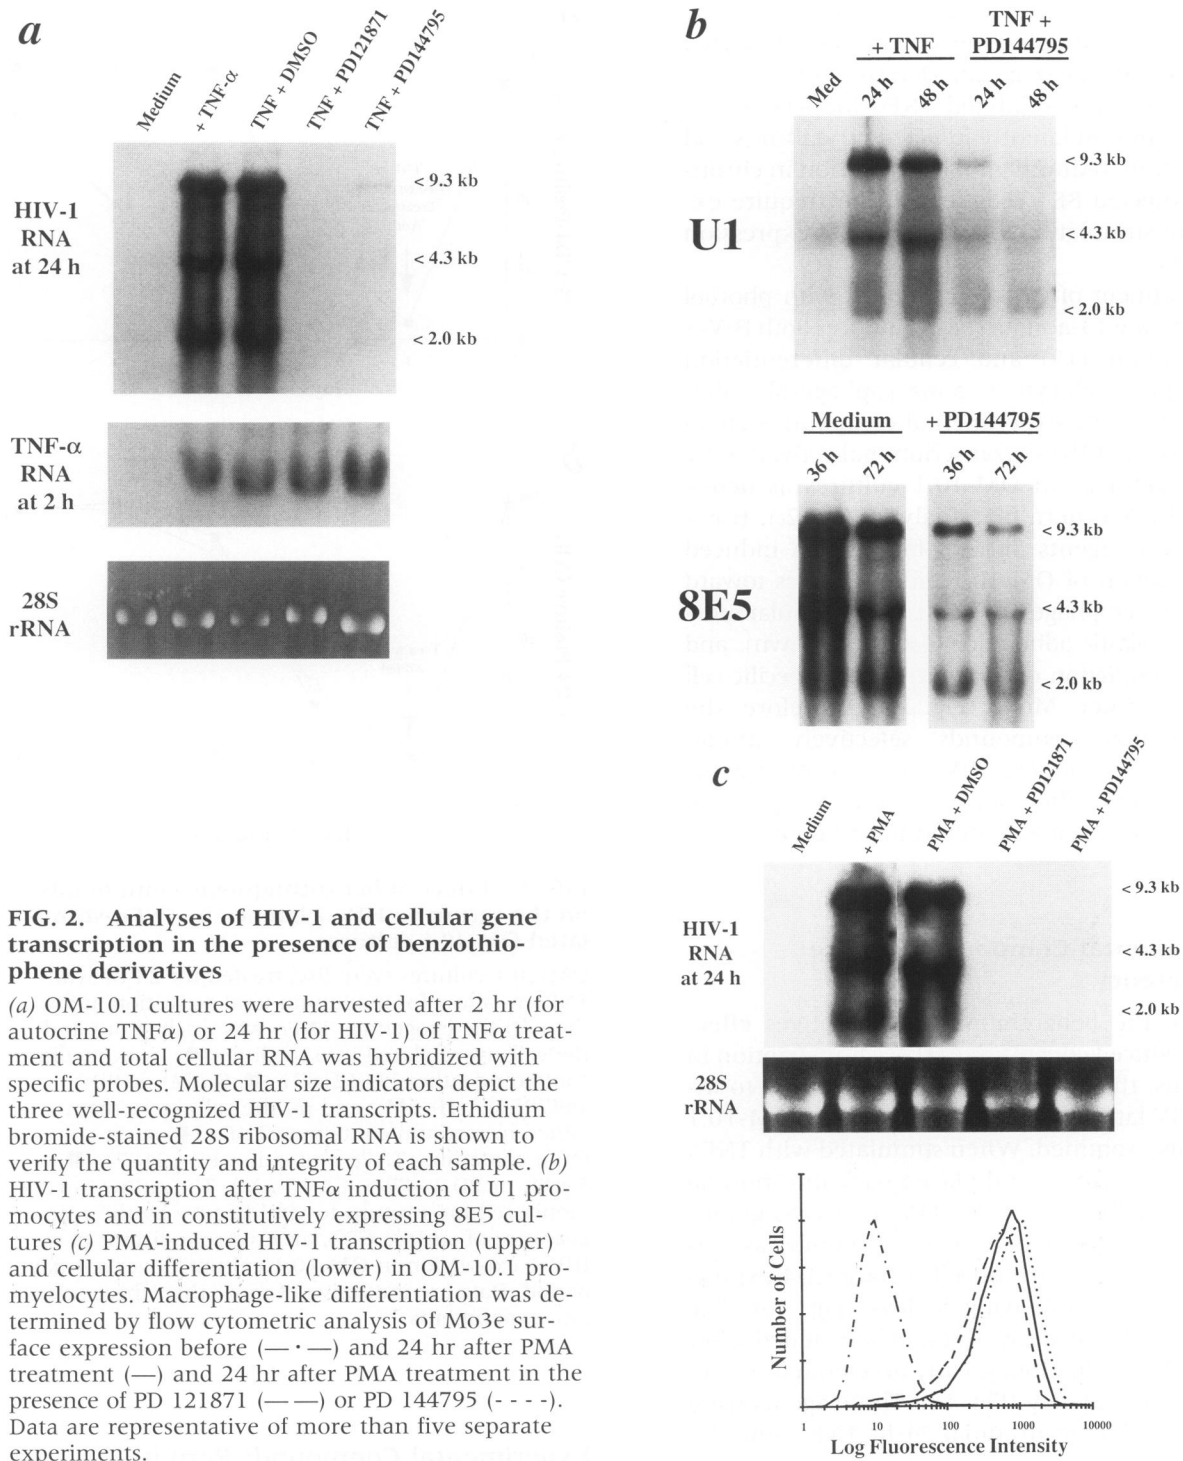 a
Medium
+ TNF-α
TNF + DMSO
TNF + PD121871
TNF + PD144795
HIV-1
RNA
at 24 h
< 9.3 kb
< 4.3 kb
< 2.0 kb
TNF-α
RNA
at 2 h
28S
rRNA
b
+ TNF
TNF +
PD144795
Med
24 h
48 h
24 h
48 h
U1
< 9.3 kb
< 4.3 kb
< 2.0 kb
Medium
+ PD144795
36 h
72 h
36 h
72 h
8E5
< 9.3 kb
< 4.3 kb
< 2.0 kb
c
Medium
+ PMA
PMA + DMSO
PMA + PD121871
PMA + PD144795
HIV-1
RNA
at 24 h
< 9.3 kb
< 4.3 kb
< 2.0 kb
28S
rRNA
Number of Cells
1 10 100 1000 10000
Log Fluorescence Intensity
FIG. 2. Analyses of HIV-1 and cellular gene
transcription in the presence of benzothio-
phene derivatives
(a) OM-10.1 cultures were harvested after 2 hr (for
autocrine TNFα) or 24 hr (for HIV-1) of TNFα treat-
ment and total cellular RNA was hybridized with
specific probes. Molecular size indicators depict the
three well-recognized HIV-1 transcripts. Ethidium
bromide-stained 28S ribosomal RNA is shown to
verify the quantity and integrity of each sample. (b)
HIV-1 transcription after TNFα induction of U1 pro-
mocytes and in constitutively expressing 8E5 cul-
tures (c) PMA-induced HIV-1 transcription (upper)
and cellular differentiation (lower) in OM-10.1 pro-
myelocytes. Macrophage-like differentiation was de-
termined by flow cytometric analysis of Mo3e sur-
face expression before (— · —) and 24 hr after PMA
treatment (—) and 24 hr after PMA treatment in the
presence of PD 121871 (— —) or PD 144795 (- - - -).
Data are representative of more than five separate
experiments.